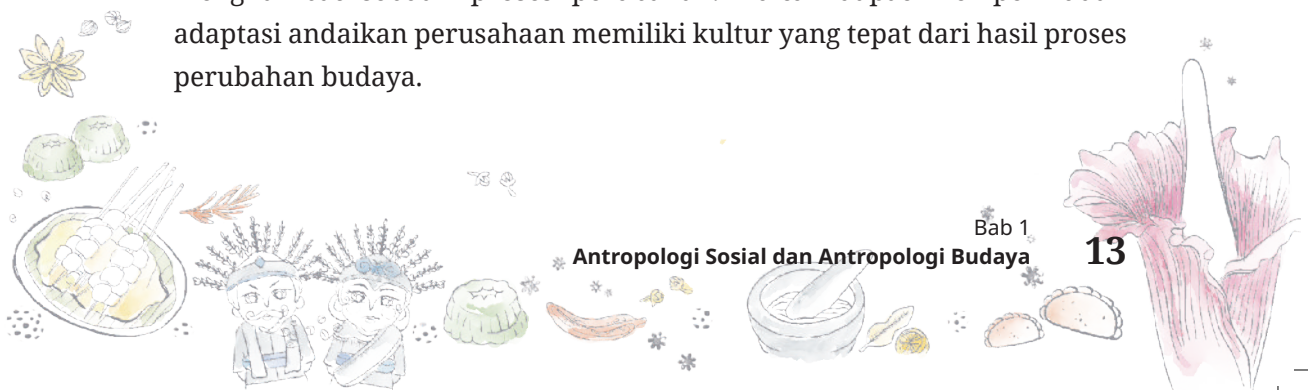 adaptasi andaikan perusahaan memiliki kultur yang tepat dari hasil proses
perubahan budaya.
Bab 1
Antropologi Sosial dan Antropologi Budaya
13